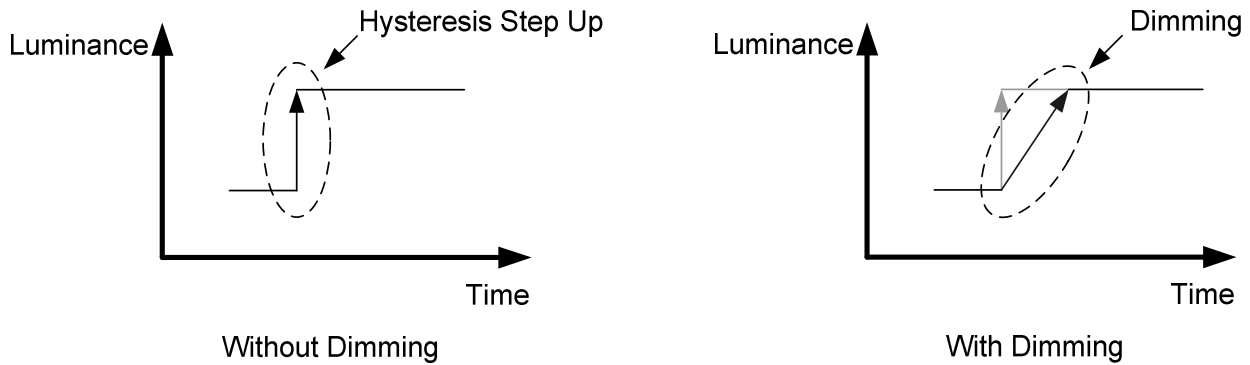 Hysteresis Step Up
Luminance
Time
Without Dimming
Dimming
Luminance
Time
With Dimming